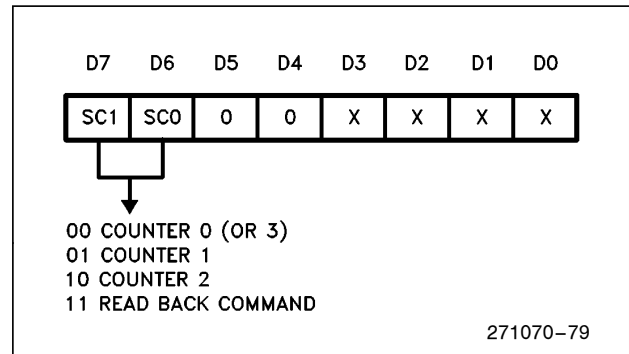 D7 D6 D5 D4 D3 D2 D1 D0
SC1 SC0 0 0 X X X X
00 COUNTER 0 (OR 3)
01 COUNTER 1
10 COUNTER 2
11 READ BACK COMMAND
271070–79